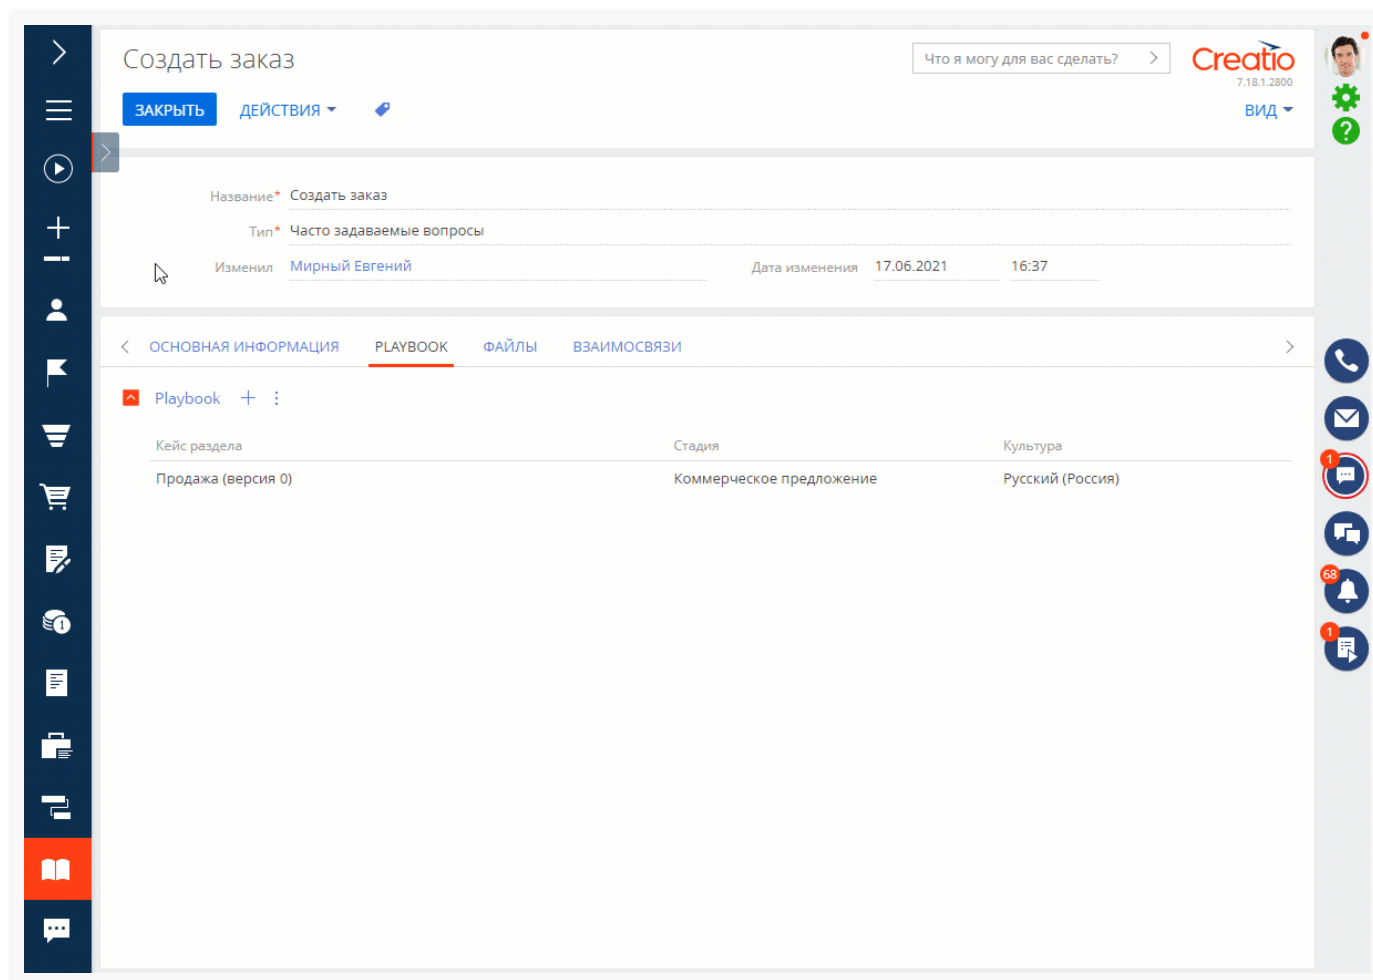 Создать заказ
Что я могу для вас сделать?
Creatio
7.18.1.2800
ЗАКРЫТЬ ДЕЙСТВИЯ ВИД
?
Название* Создать заказ
Тип* Часто задаваемые вопросы
Изменил Мирный Евгений Дата изменения 17.06.2021 16:37
ОСНОВНАЯ ИНФОРМАЦИЯ PLAYBOOK ФАЙЛЫ ВЗАИМОСВЯЗИ
Playbook
Кейс раздела Стадия Культура
Продажа (версия 0) Коммерческое предложение Русский (Россия)
1
68
1
1